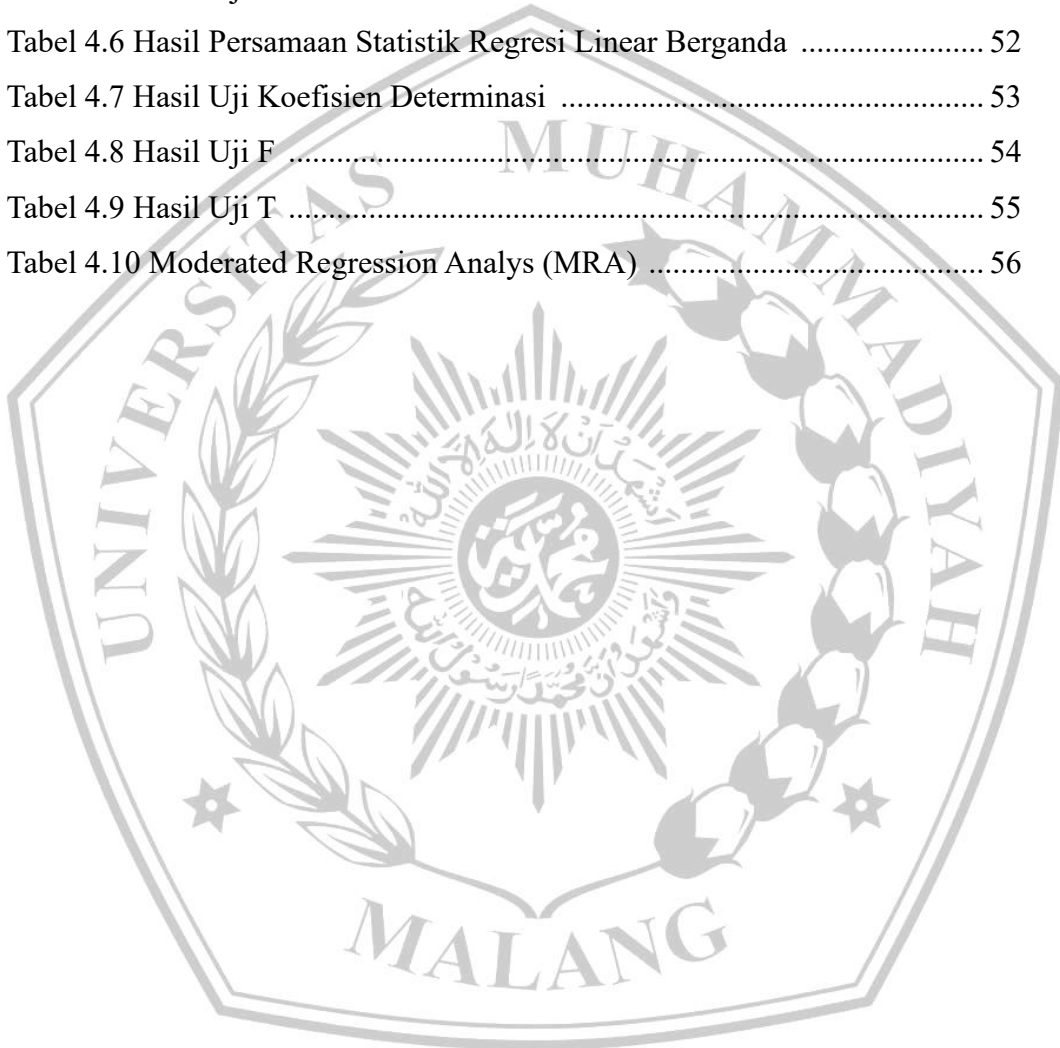 Tabel 4.6 Hasil Persamaan Statistik Regresi Linear Berganda ....................... 52
Tabel 4.7 Hasil Uji Koefisien Determinasi ..................................................... 53
Tabel 4.8 Hasil Uji F ....................................................................................... 54
Tabel 4.9 Hasil Uji T ....................................................................................... 55
Tabel 4.10 Moderated Regression Analys (MRA) .......................................... 56
UNIVERSITAS MUHAMMADIYAH
MALANG